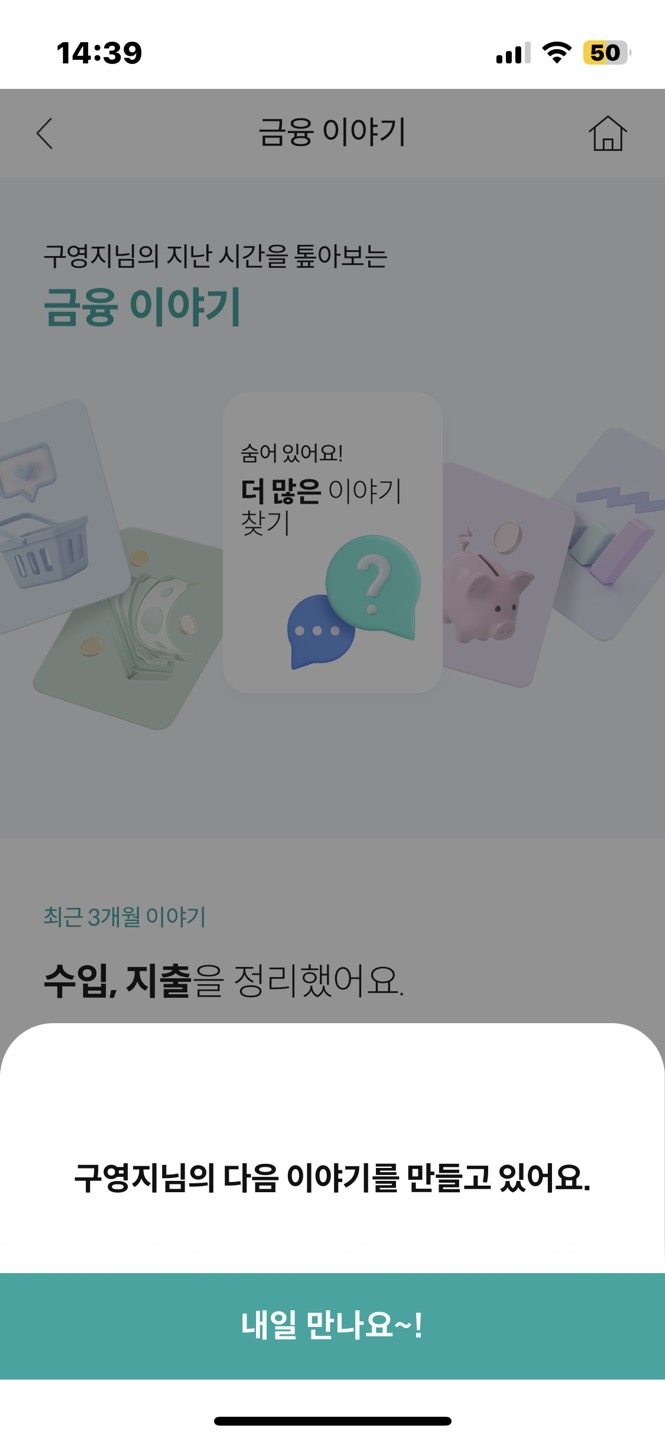 14:39
50
금융 이야기
구영지님의 지난 시간을 톺아보는
금융 이야기
숨어 있어요!
더 많은 이야기
찾기
최근 3개월 이야기
수입, 지출을 정리했어요.
구영지님의 다음 이야기를 만들고 있어요.
내일 만나요~!